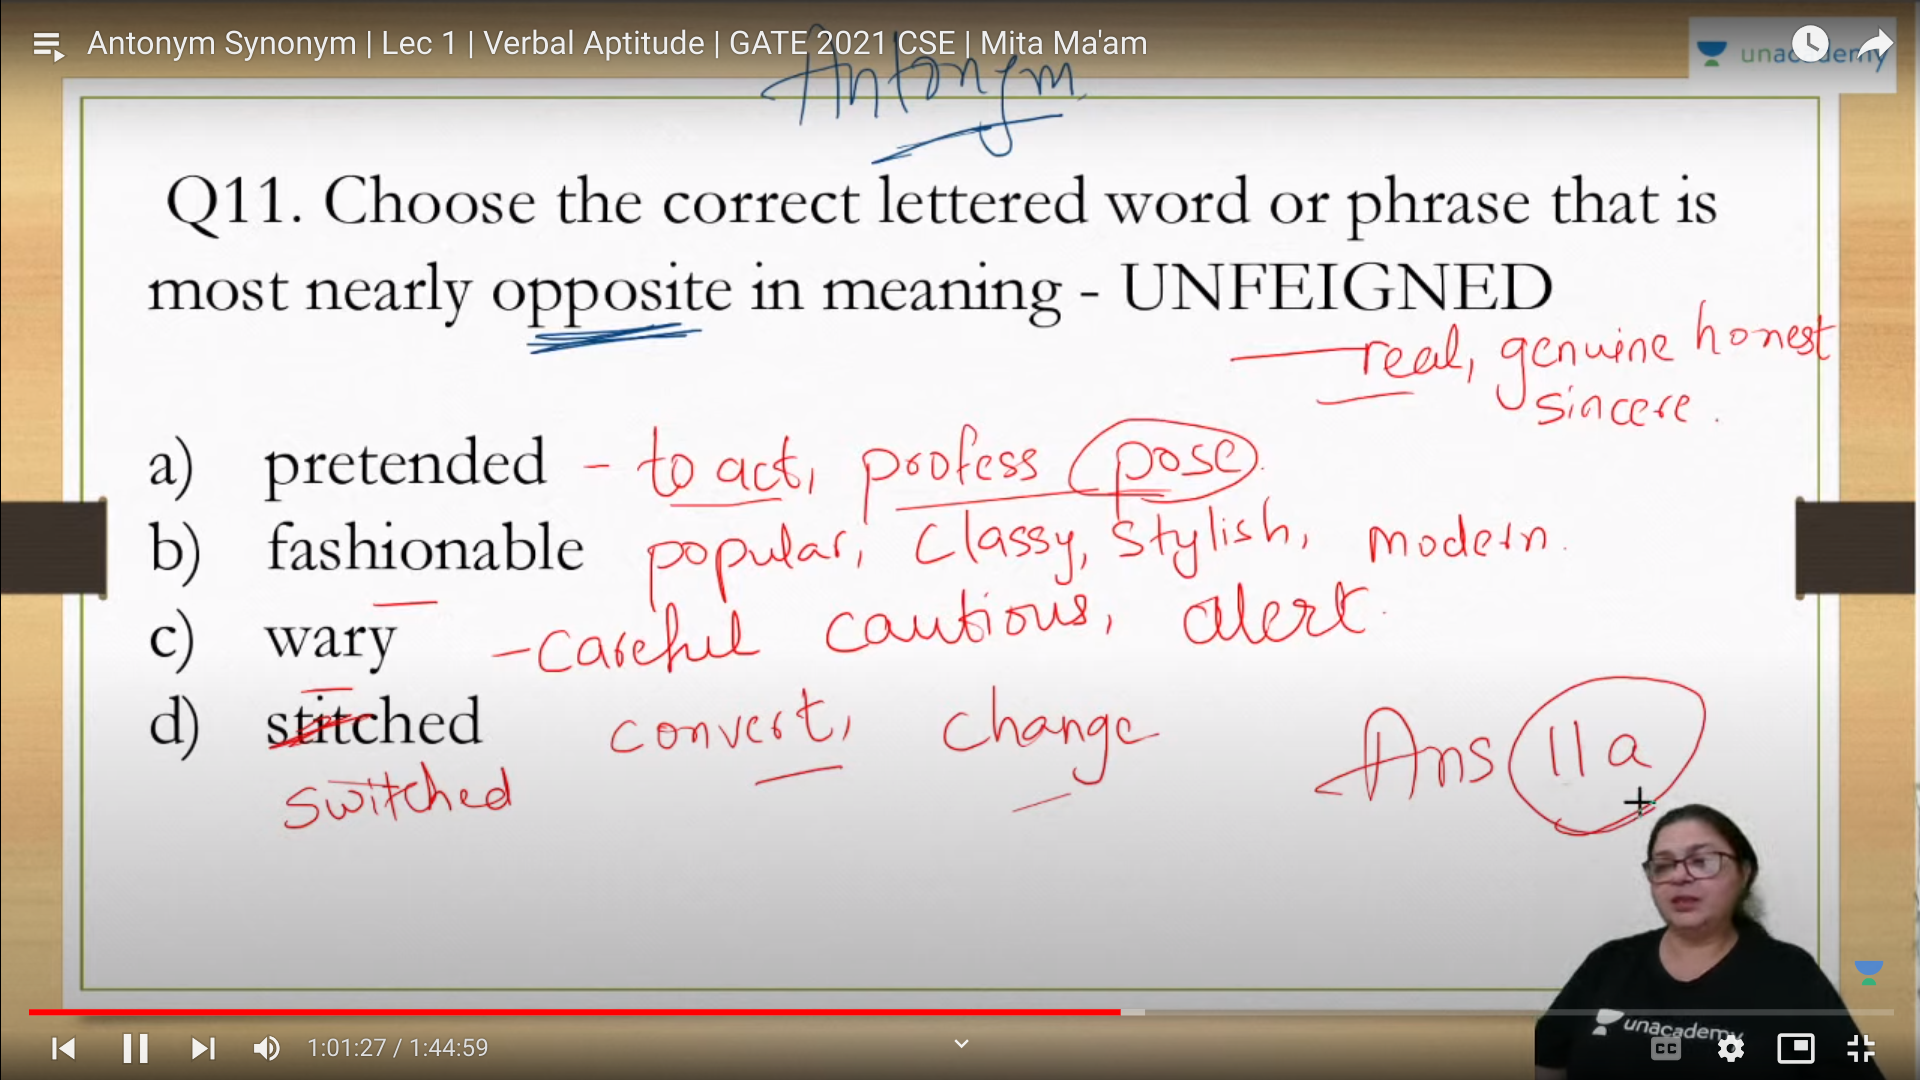 Antonym Synonym | Lec 1 | Verbal Aptitude | GATE 2021 CSE | Mita Ma'am
unacademy
Antonym
Q11. Choose the correct lettered word or phrase that is
most nearly opposite in meaning - UNFEIGNED
real, genuine honest
sincere.
a) pretended - to act, profess pose.
b) fashionable popular, classy, stylish, modern.
c) wary - careful cautious, alert.
d) stitched convert, change
switched
Ans 11a
unacademy
1:01:27 / 1:44:59
CC